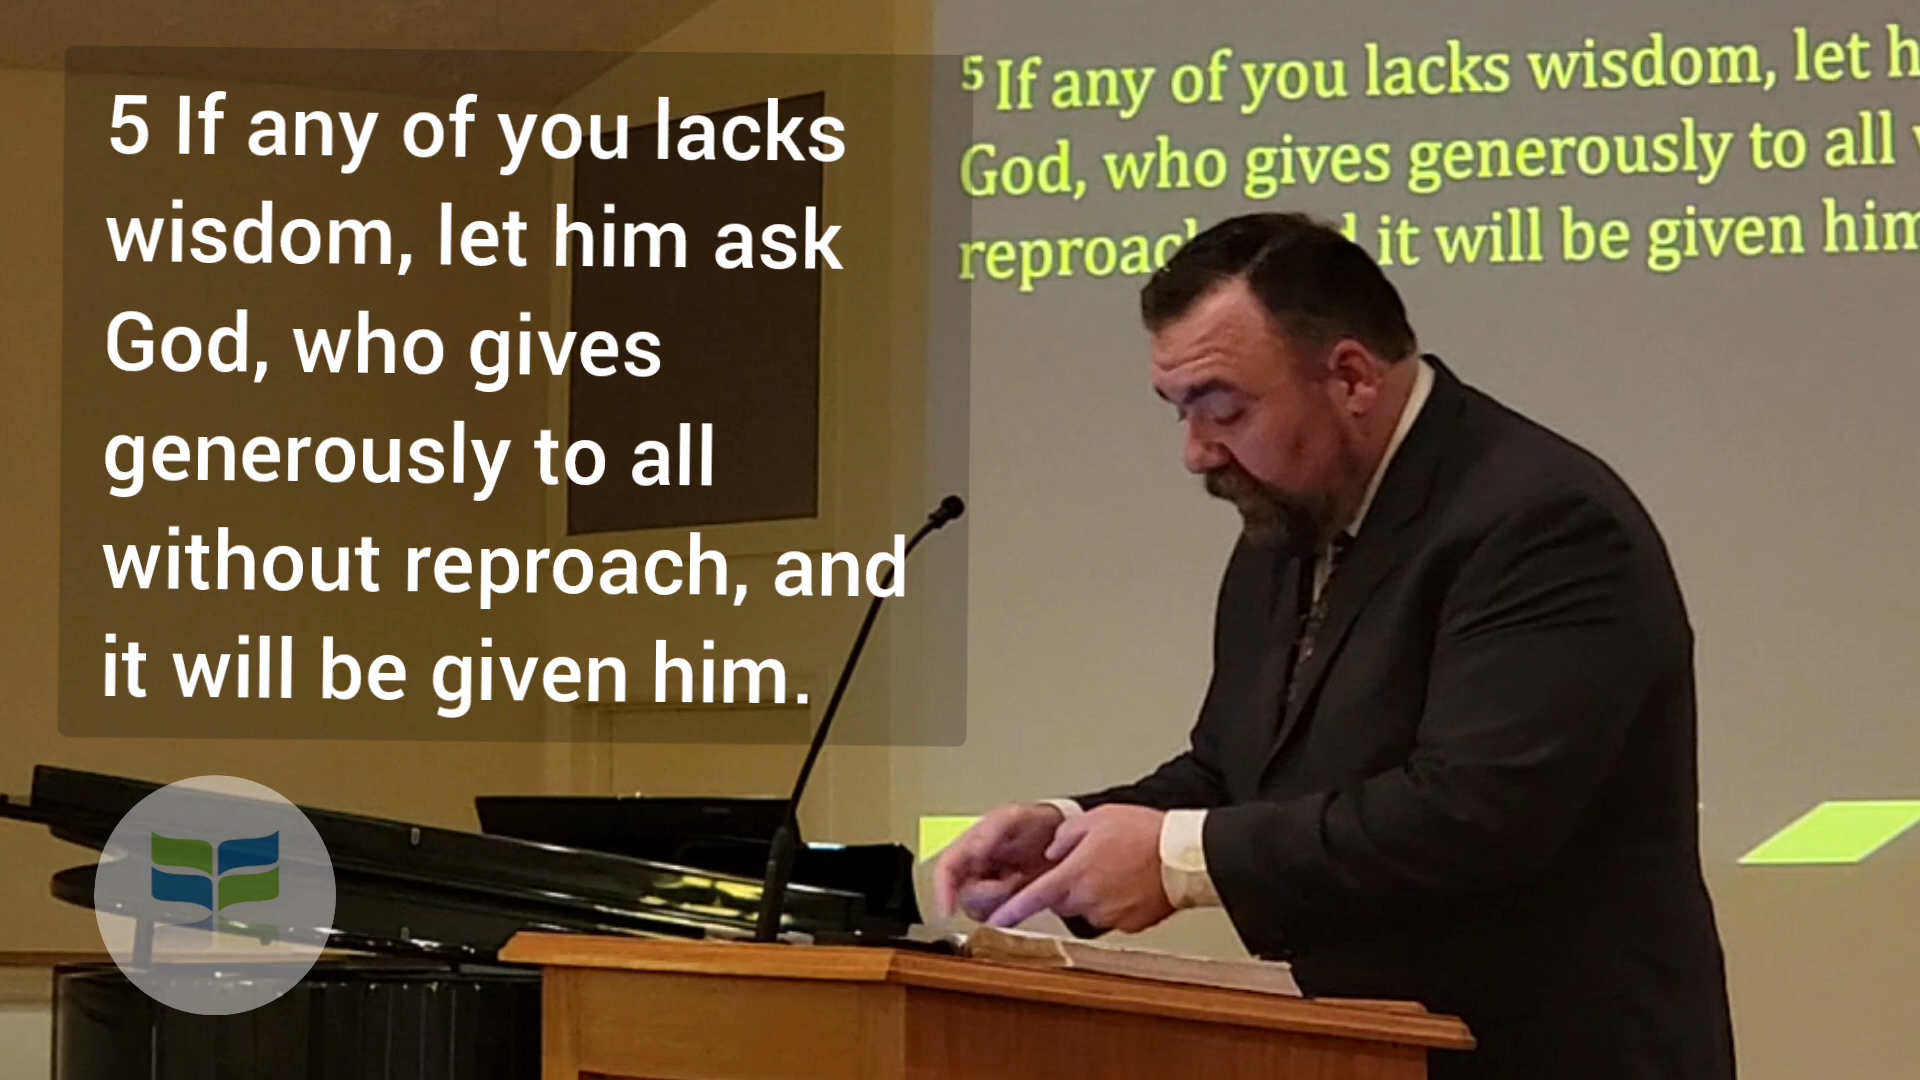 5 If any of you lacks
wisdom, let him ask
God, who gives
generously to all
without reproach, and
it will be given him.
5 If any of you lacks wisdom, let h
God, who gives generously to all
it will be given him